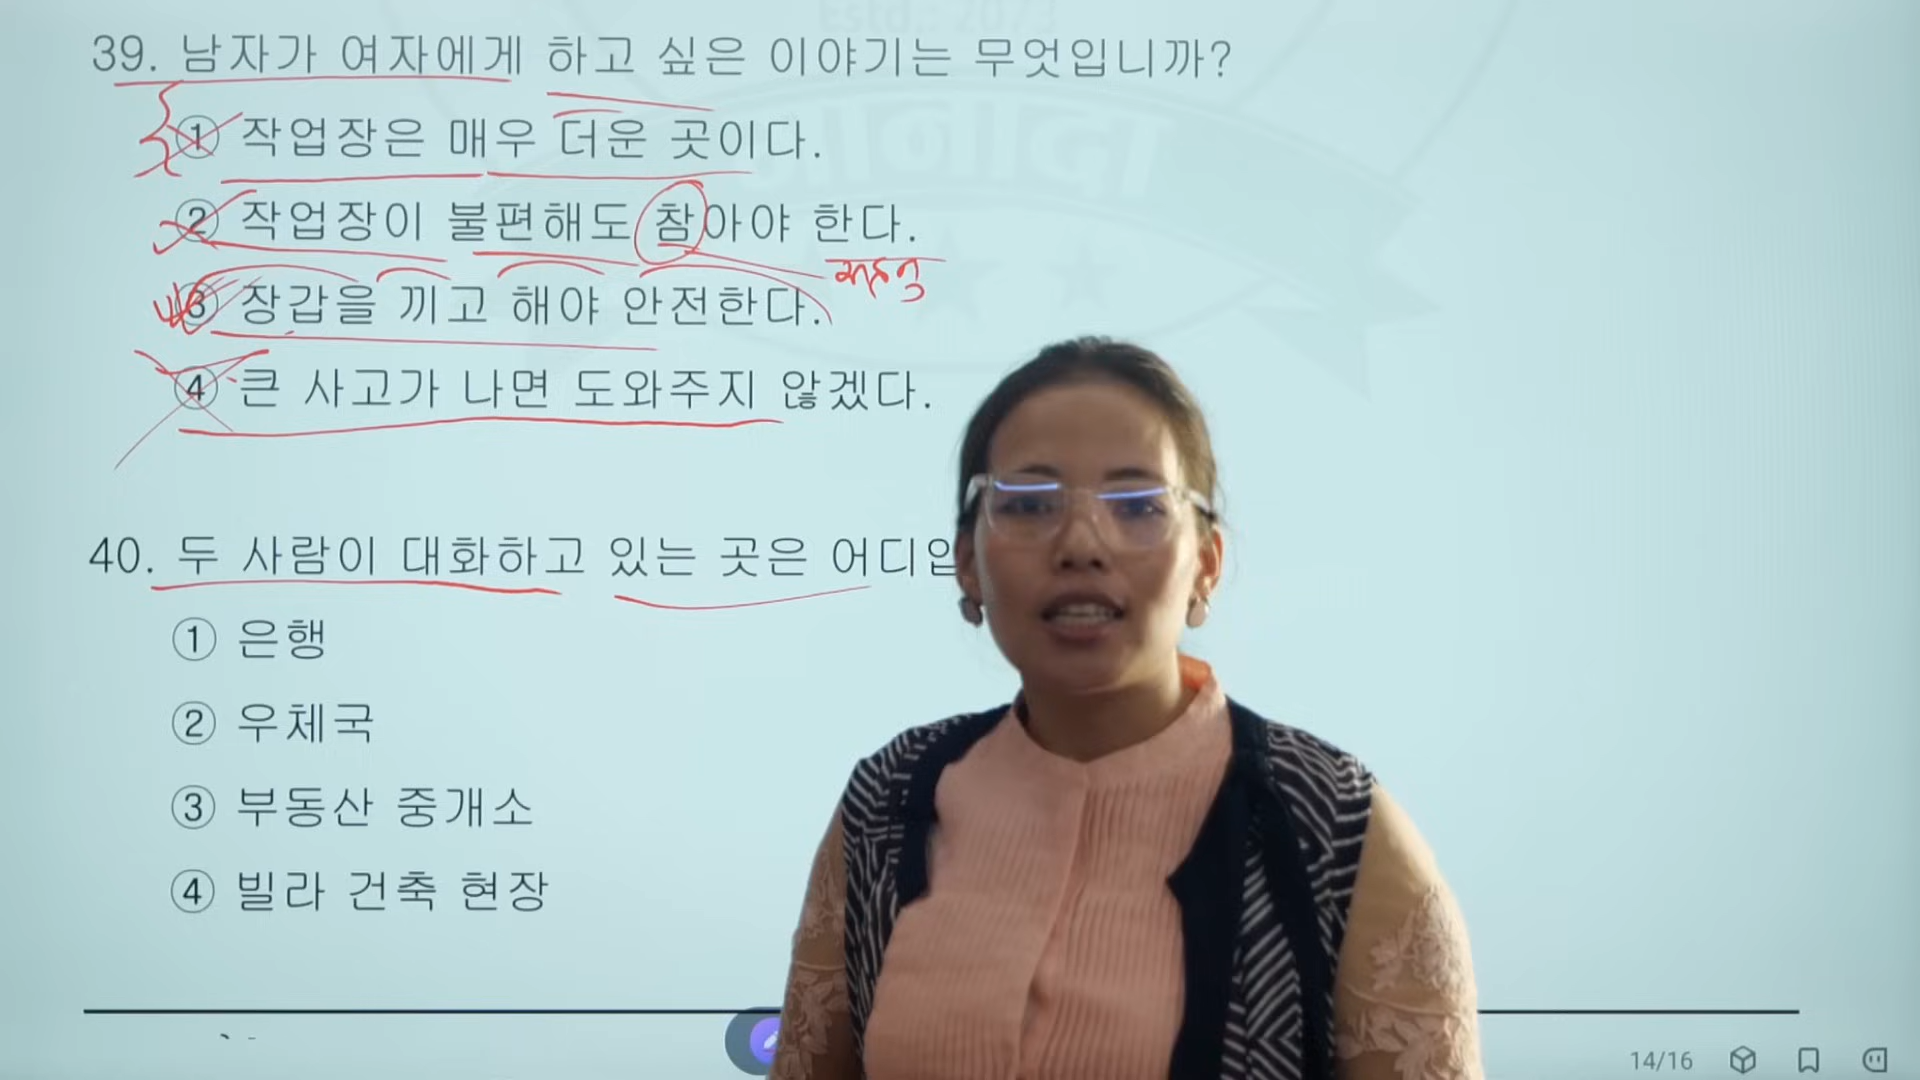 Estd.: 2073
39. 남자가 여자에게 하고 싶은 이야기는 무엇입니까?
① 작업장은 매우 더운 곳이다.
② 작업장이 불편해도 참아야 한다.
③ 장갑을 끼고 해야 안전한다.
④ 큰 사고가 나면 도와주지 않겠다.
40. 두 사람이 대화하고 있는 곳은 어디입
① 은행
② 우체국
③ 부동산 중개소
④ 빌라 건축 현장
14/16